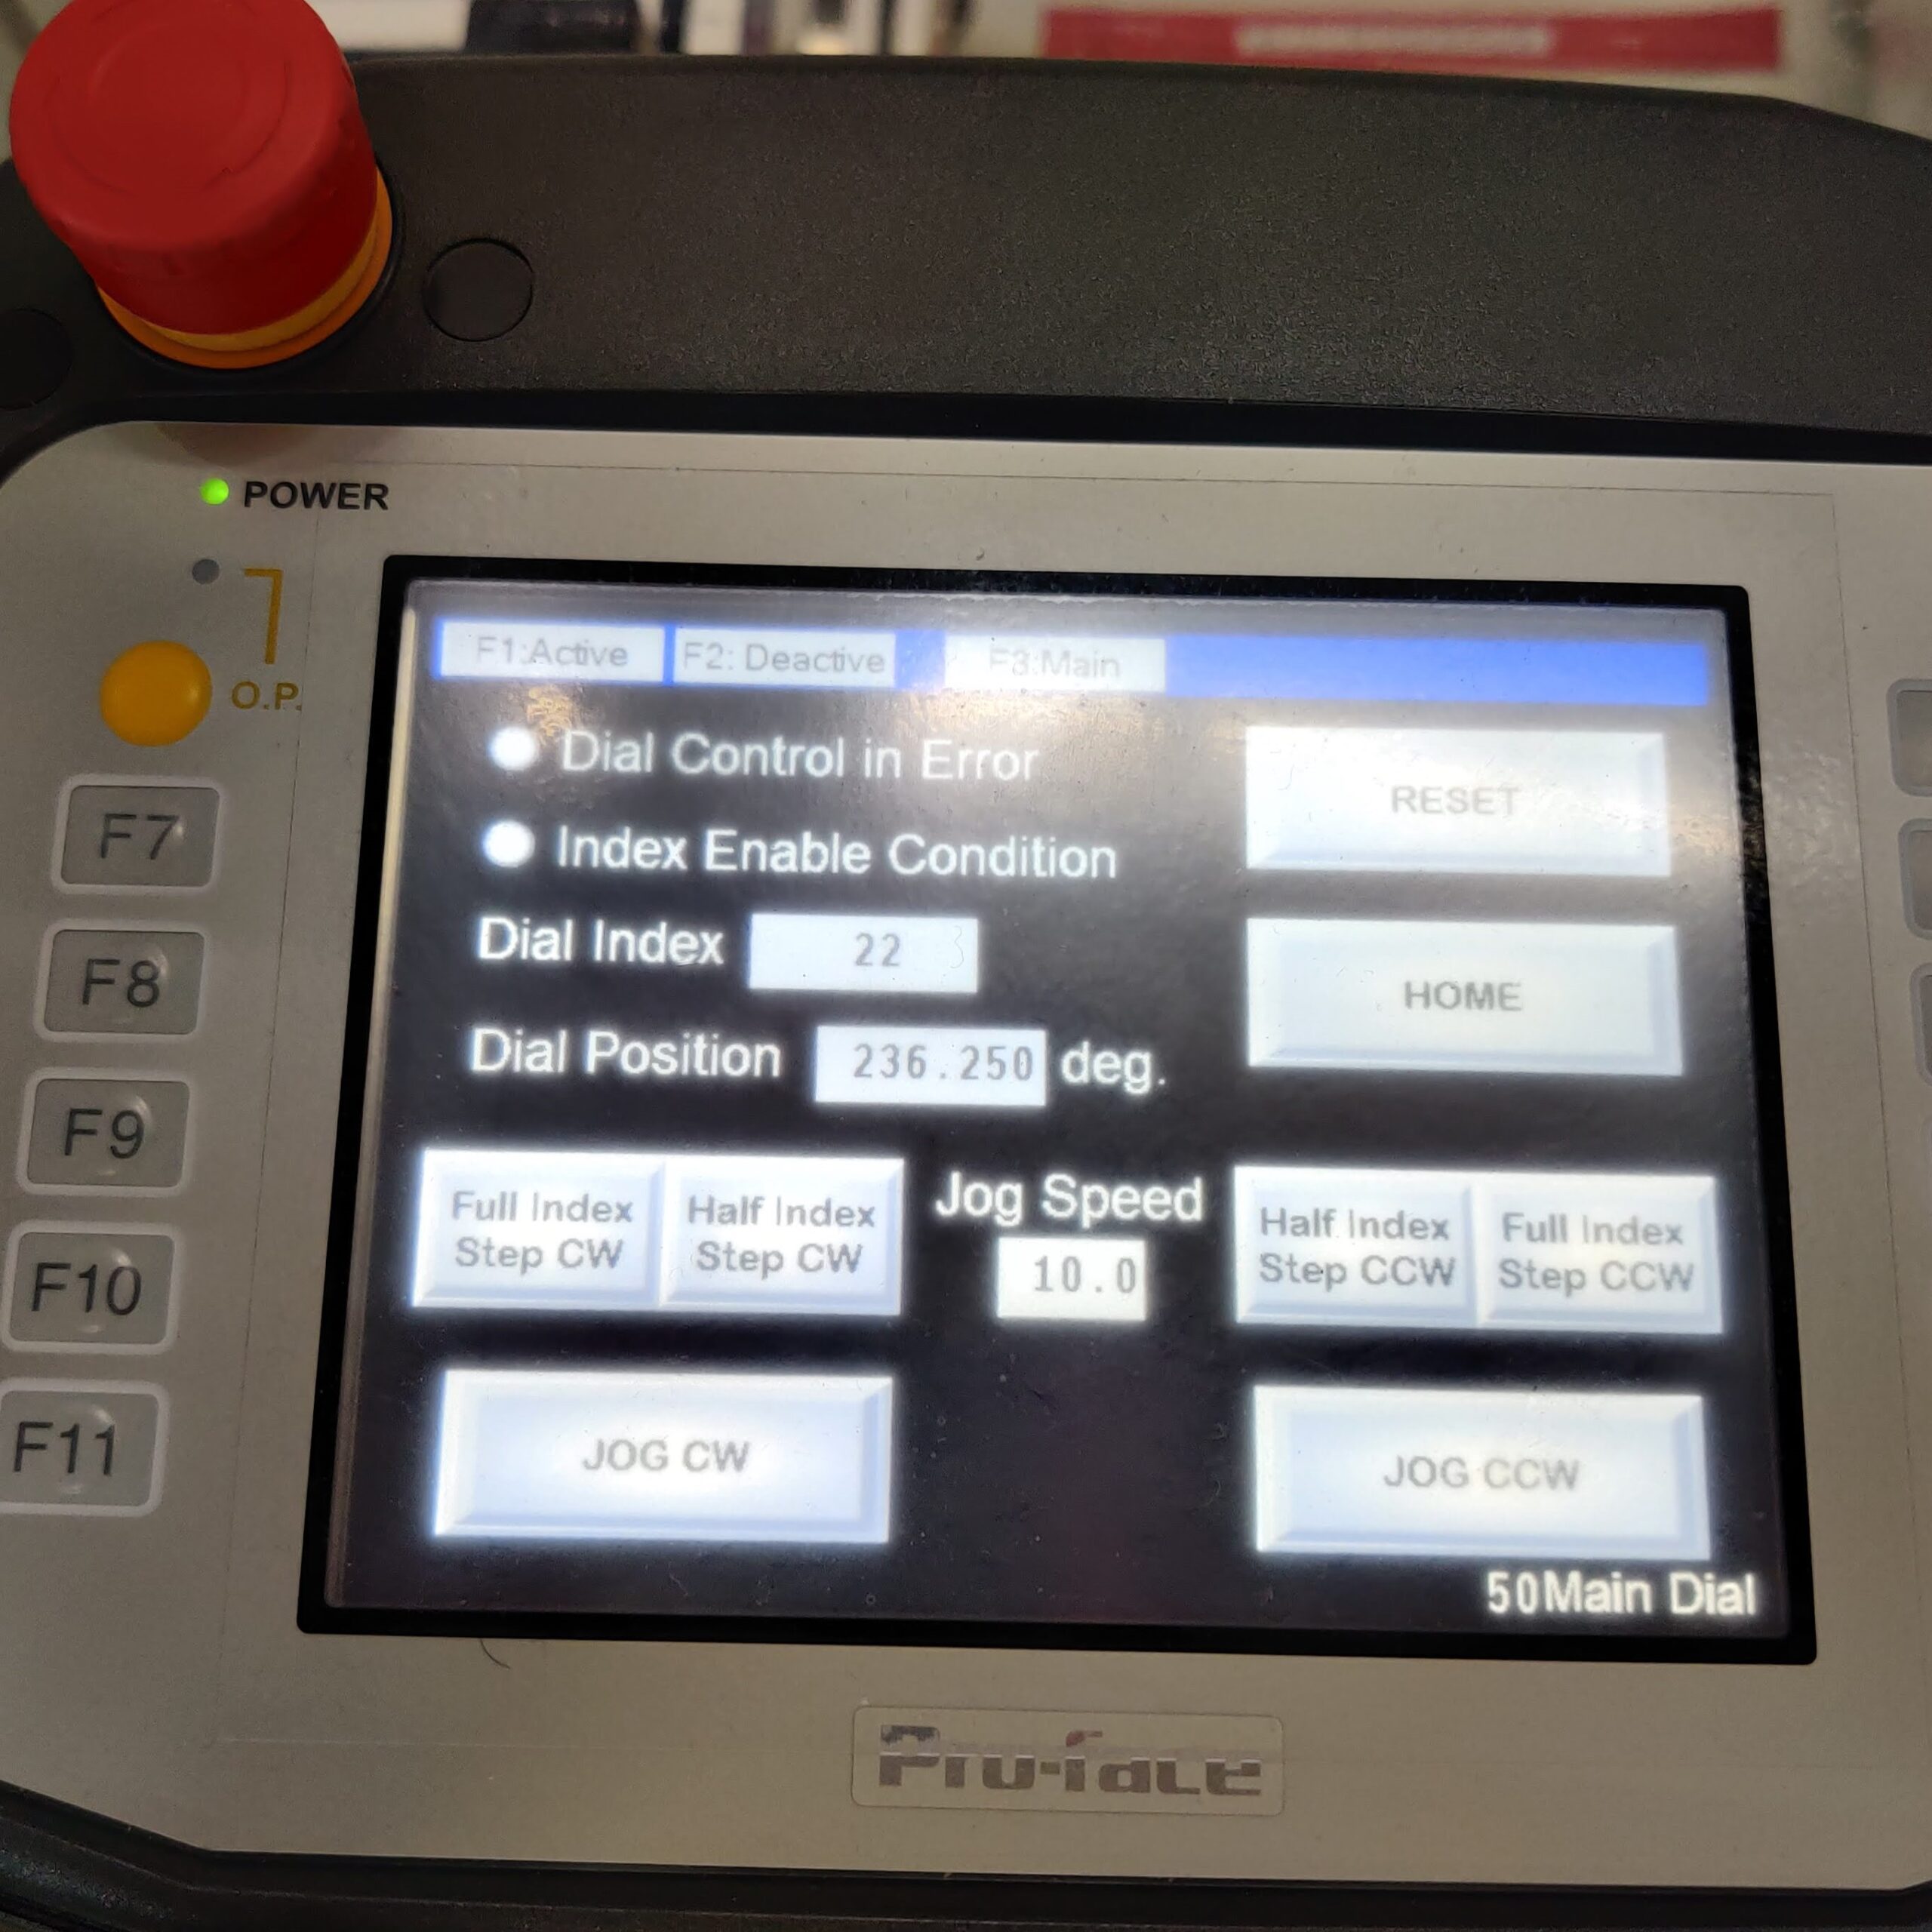 POWER
O.P.
F7
F8
F9
F10
F11
F1:Active F2: Deactive F3:Main
Dial Control in Error
RESET
Index Enable Condition
Dial Index 22
HOME
Dial Position 236.250 deg.
Full Index
Step CW
Half Index
Step CW
Jog Speed
10.0
Half Index
Step CCW
Full Index
Step CCW
JOG CW
JOG CCW
50Main Dial
Pro-face